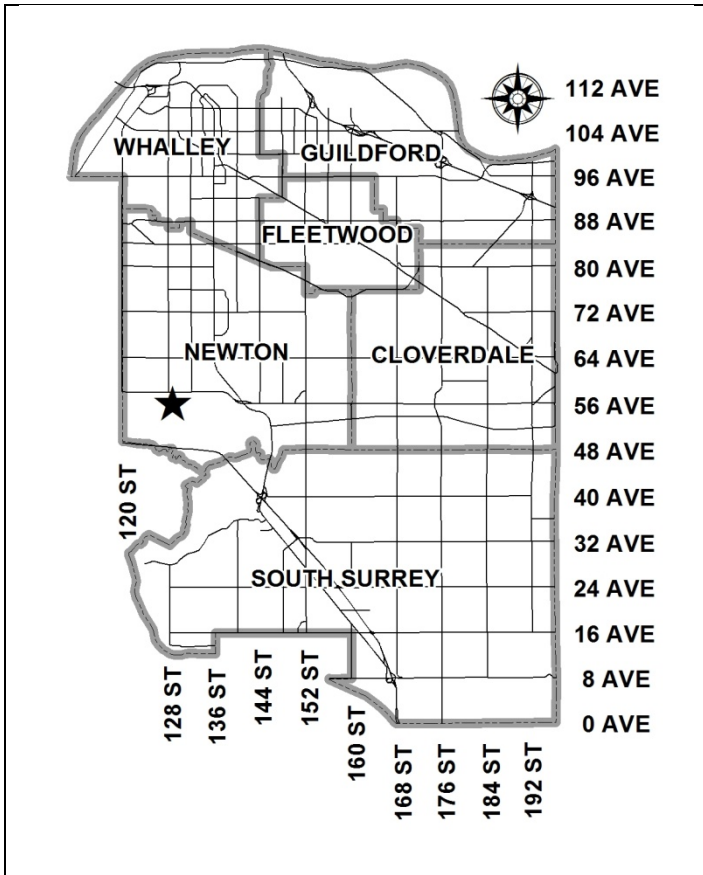 112 AVE
104 AVE
WHALLEY
GUILDFORD
96 AVE
88 AVE
FLEETWOOD
80 AVE
72 AVE
NEWTON
CLOVERDALE
64 AVE
56 AVE
48 AVE
120 ST
40 AVE
32 AVE
SOUTH SURREY
24 AVE
16 AVE
128 ST
136 ST
144 ST
152 ST
160 ST
168 ST
176 ST
184 ST
192 ST
8 AVE
0 AVE